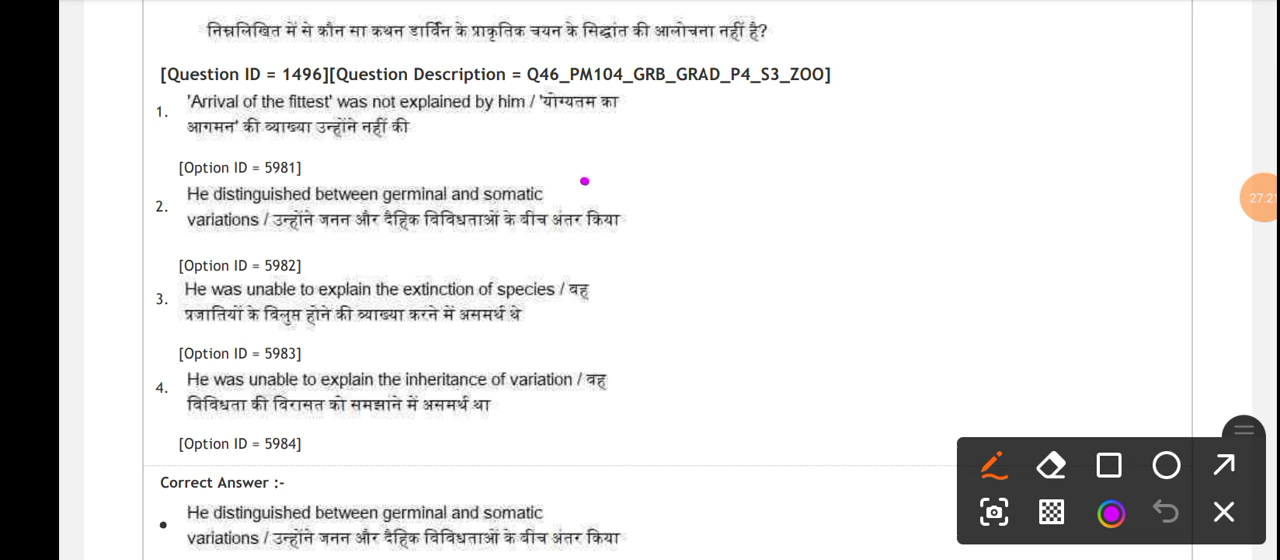 निम्नलिखित में से कौन सा कथन डार्विन के प्राकृतिक चयन के सिद्धांत की आलोचना नहीं है?
[Question ID = 1496][Question Description = Q46_PM104_GRB_GRAD_P4_S3_ZOO]
1. 'Arrival of the fittest' was not explained by him / 'योग्यतम का
आगमन' की व्याख्या उन्होंने नहीं की
[Option ID = 5981]
2. He distinguished between germinal and somatic
variations / उन्होंने जनन और दैहिक विविधताओं के बीच अंतर किया
[Option ID = 5982]
3. He was unable to explain the extinction of species / वह
प्रजातियों के विलुप्त होने की व्याख्या करने में असमर्थ थे
[Option ID = 5983]
4. He was unable to explain the inheritance of variation / वह
विविधता की विरासत को समझाने में असमर्थ था
[Option ID = 5984]
Correct Answer :-
• He distinguished between germinal and somatic
variations / उन्होंने जनन और दैहिक विविधताओं के बीच अंतर किया